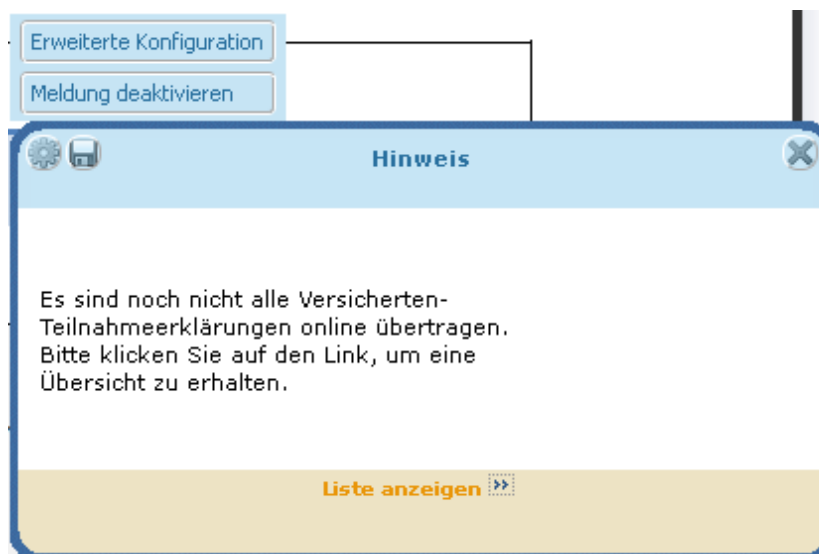 Erweiterte Konfiguration
Meldung deaktivieren
Hinweis
Es sind noch nicht alle Versicherten-
Teilnahmeerklärungen online übertragen.
Bitte klicken Sie auf den Link, um eine
Übersicht zu erhalten.
Liste anzeigen >>